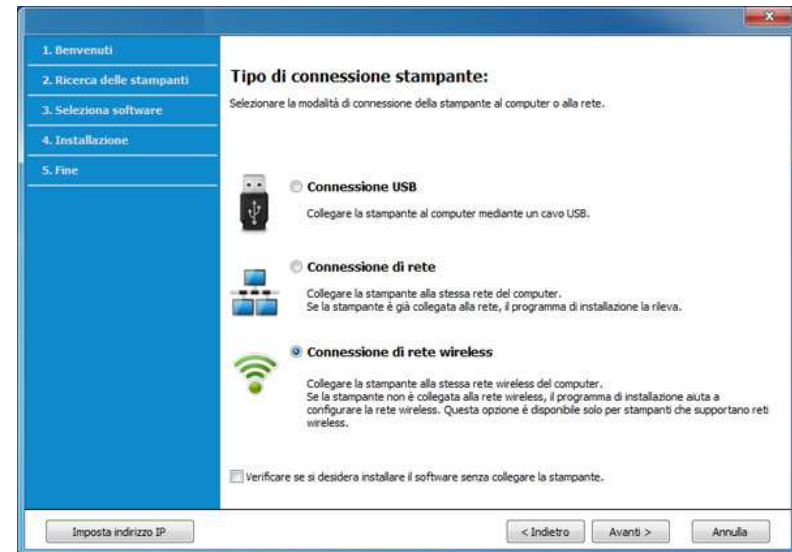 1. Benvenuti
2. Ricerca delle stampanti
3. Seleziona software
4. Installazione
5. Fine
Tipo di connessione stampante:
Selezionare la modalità di connessione della stampante al computer o alla rete.
Connessione USB
Collegare la stampante al computer mediante un cavo USB.
Connessione di rete
Collegare la stampante alla stessa rete del computer.
Se la stampante è già collegata alla rete, il programma di installazione la rileva.
Connessione di rete wireless
Collegare la stampante alla stessa rete wireless del computer.
Se la stampante non è collegata alla rete wireless, il programma di installazione aiuta a
configurare la rete wireless. Questa opzione è disponibile solo per stampanti che supportano reti
wireless.
Verificare se si desidera installare il software senza collegare la stampante.
Imposta indirizzo IP
< Indietro
Avanti >
Annulla